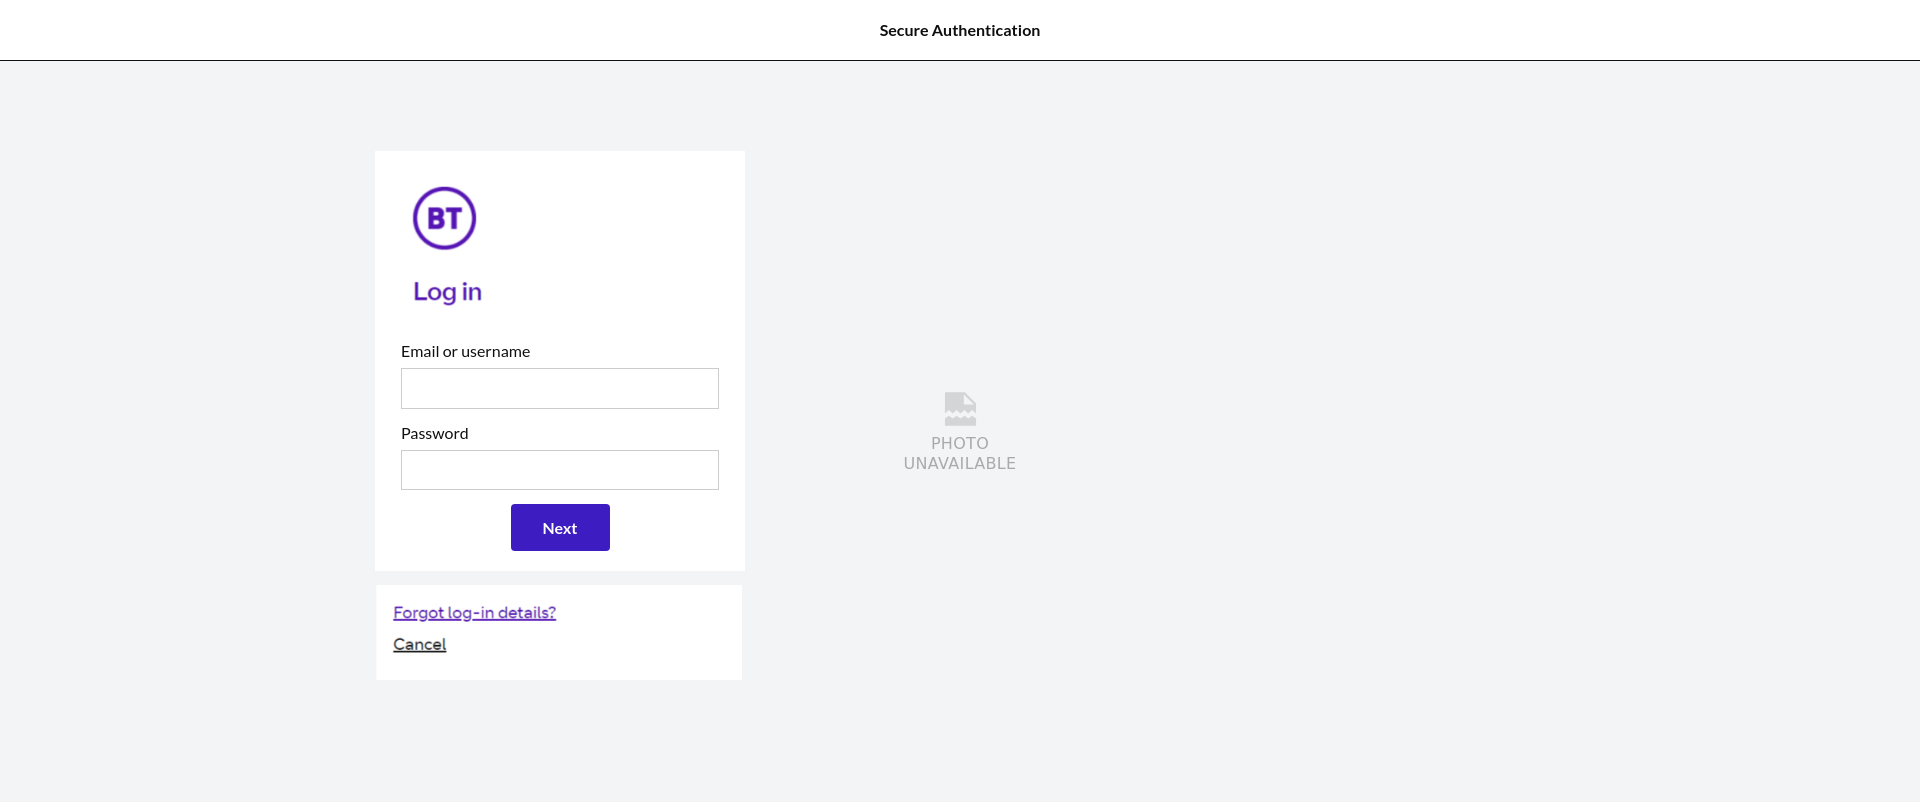 Secure Authentication
BT
Log in
Email or username
Password
Next
Forgot log-in details?
Cancel
PHOTO
UNAVAILABLE